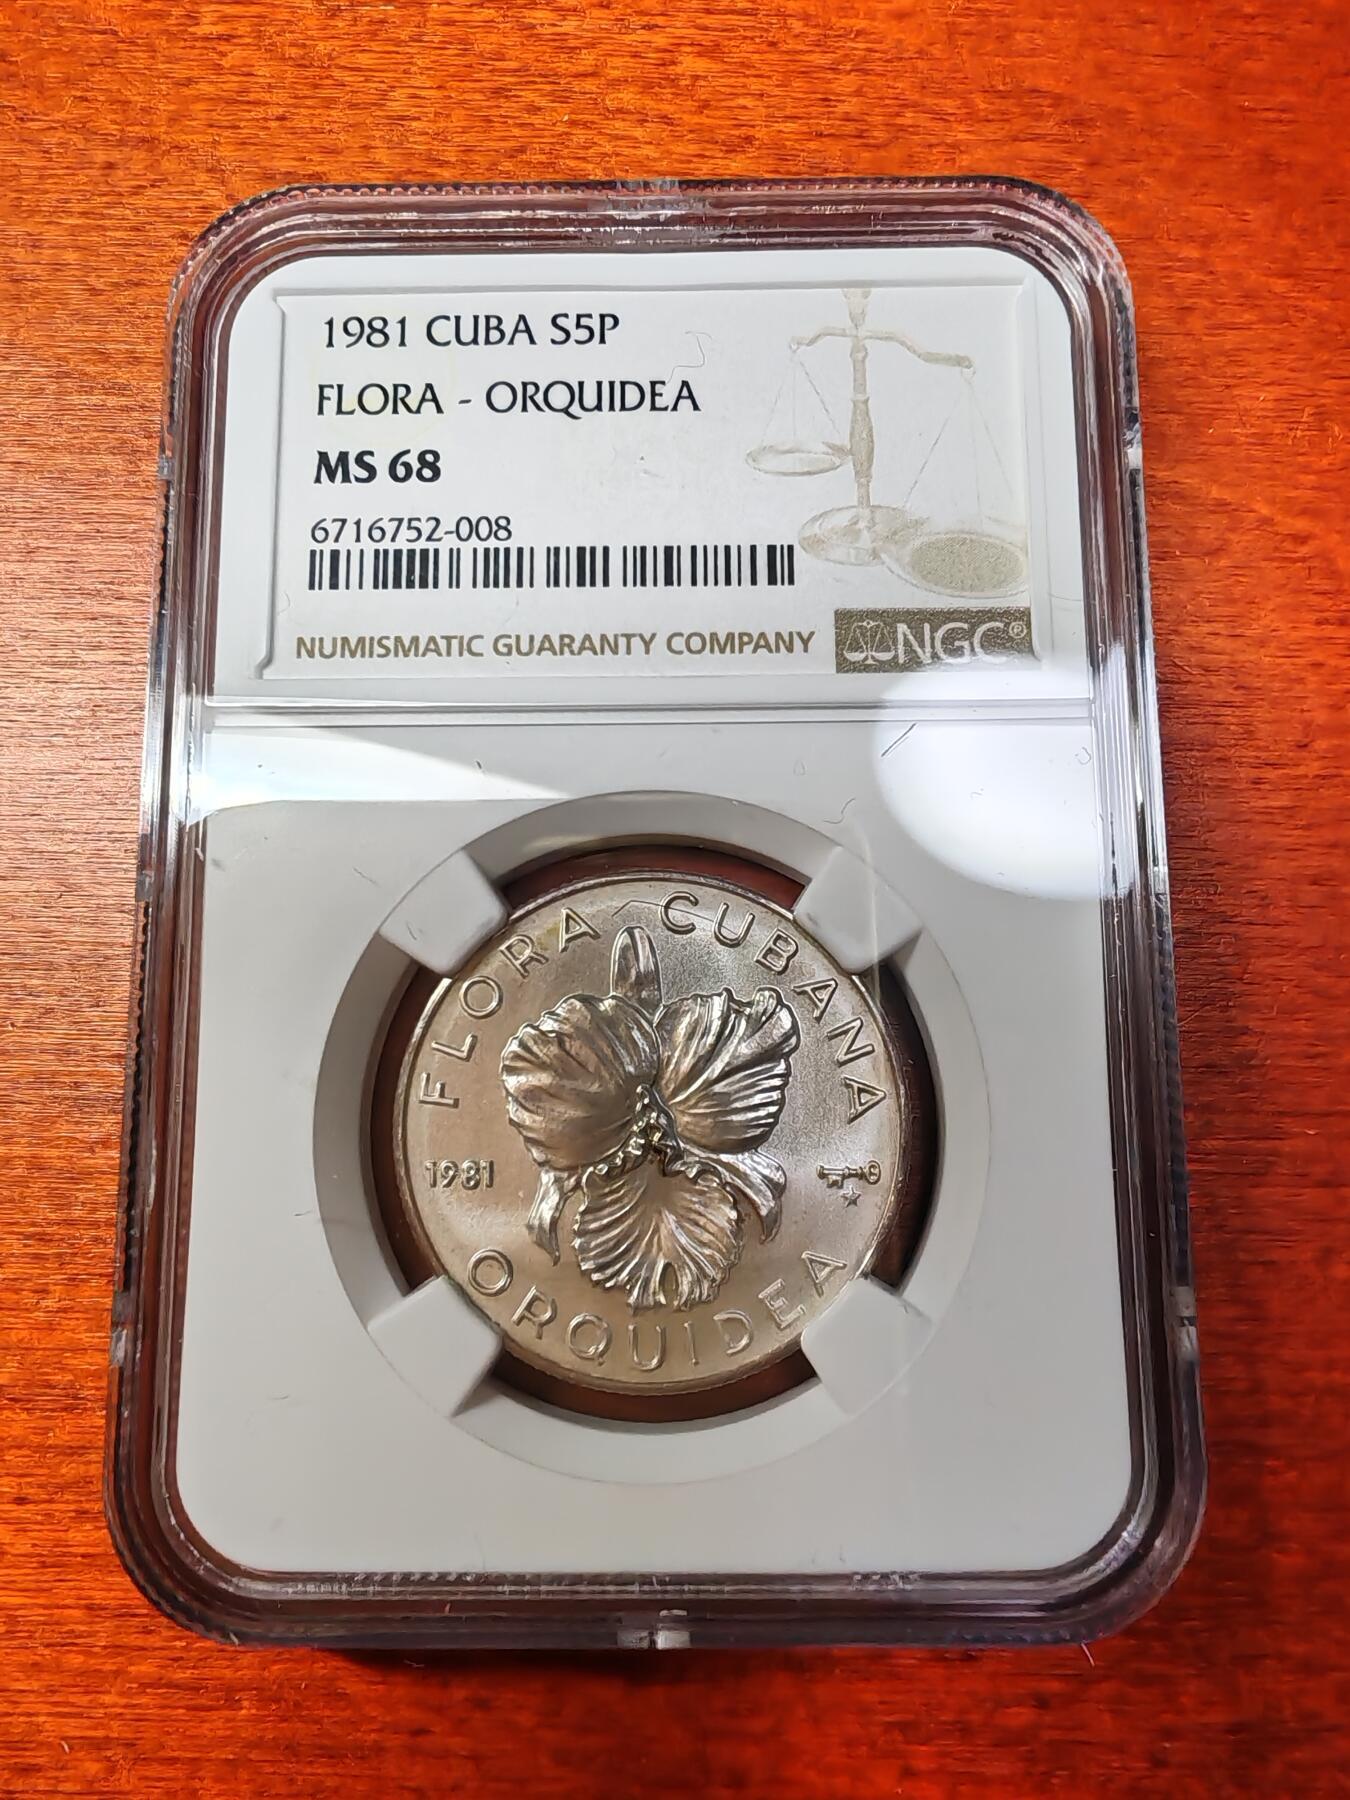 1981 CUBA S5P
FLORA - ORQUIDEA
MS 68
6716752-008
NUMISMATIC GUARANTY COMPANY
NGC®
FLORA CUBANA
1981
ORQUIDEA